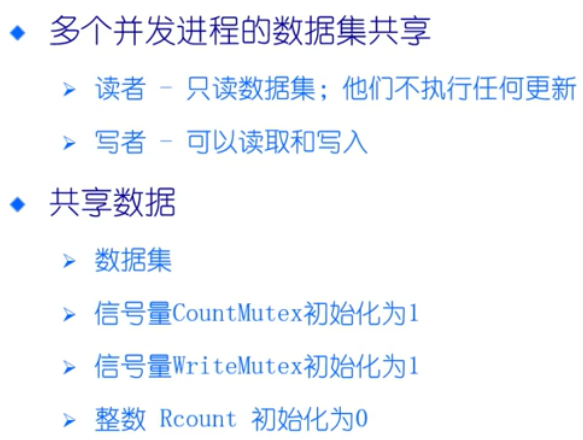 多个并发进程的数据集共享
读者 - 只读数据集；他们不执行任何更新
写者 - 可以读取和写入
共享数据
数据集
信号量CountMutex初始化为1
信号量WriteMutex初始化为1
整数 Rcount 初始化为0